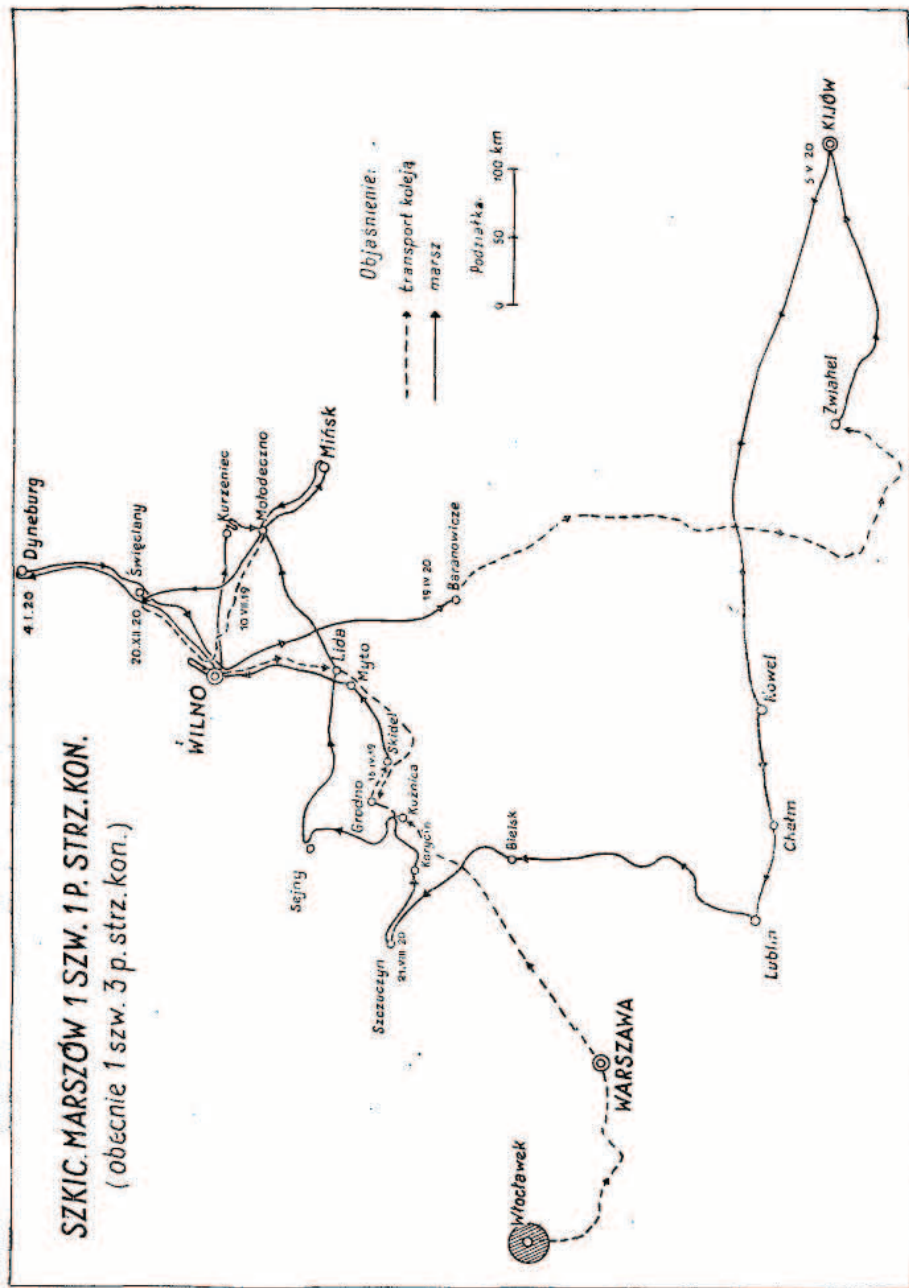 SZKIC MARSZÓW 1 SZW. 1 P. STRZ. KON.
(obecnie 1 szw. 3 p. strz. kon.)
4.I.20
Dyneburg
20.XII.20
Święciany
WILNO
10.VII.19
Kurzeniec
Mołodeczno
Mińsk
Lida
Myto
Skidel
Grodno
Kuźnica
Korycin
Sejny
Szczuczyn
21.VIII 20
Bielsk
19 IV 20
Baranowicze
Objaśnienie:
transport koleją
marsz
Podziałka
0 50 100 km
Włocławek
WARSZAWA
Lublin
Chełm
Kowel
Zwiahel
5 V. 20
KIJÓW